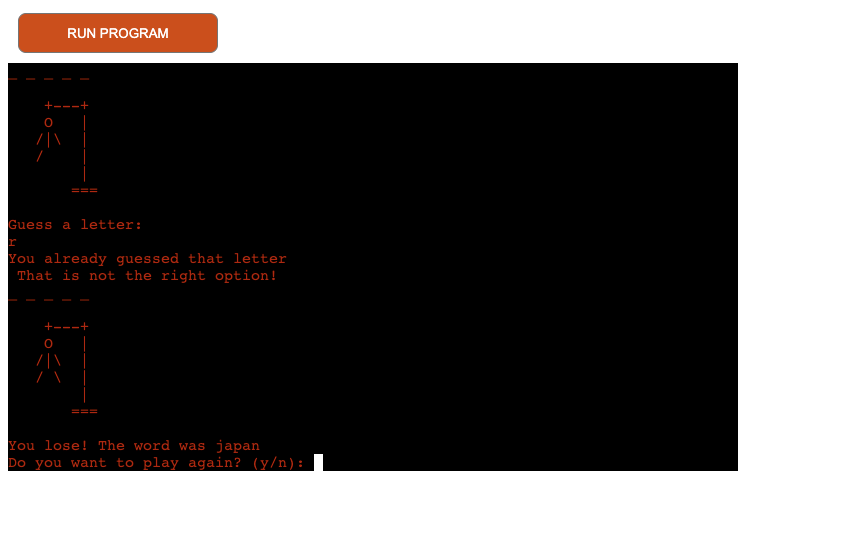 RUN PROGRAM
_ _ _ _ _
    +---+
    O   |
   /|\  |
   /    |
        |
       ===
Guess a letter:
r
You already guessed that letter
 That is not the right option!
_ _ _ _ _
    +---+
    O   |
   /|\  |
   / \  |
        |
       ===
You lose! The word was japan
Do you want to play again? (y/n):